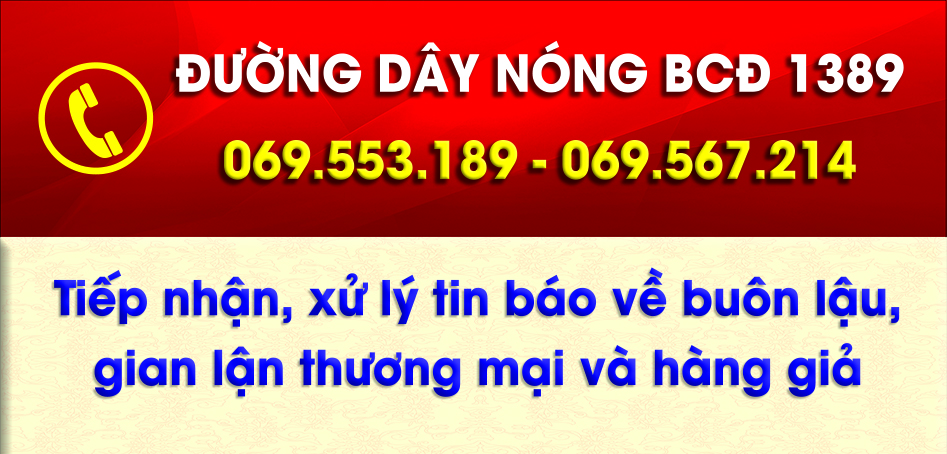 ĐƯỜNG DÂY NÓNG BCĐ 1389
069.553.189 - 069.567.214
Tiếp nhận, xử lý tin báo về buôn lậu,
gian lận thương mại và hàng giả